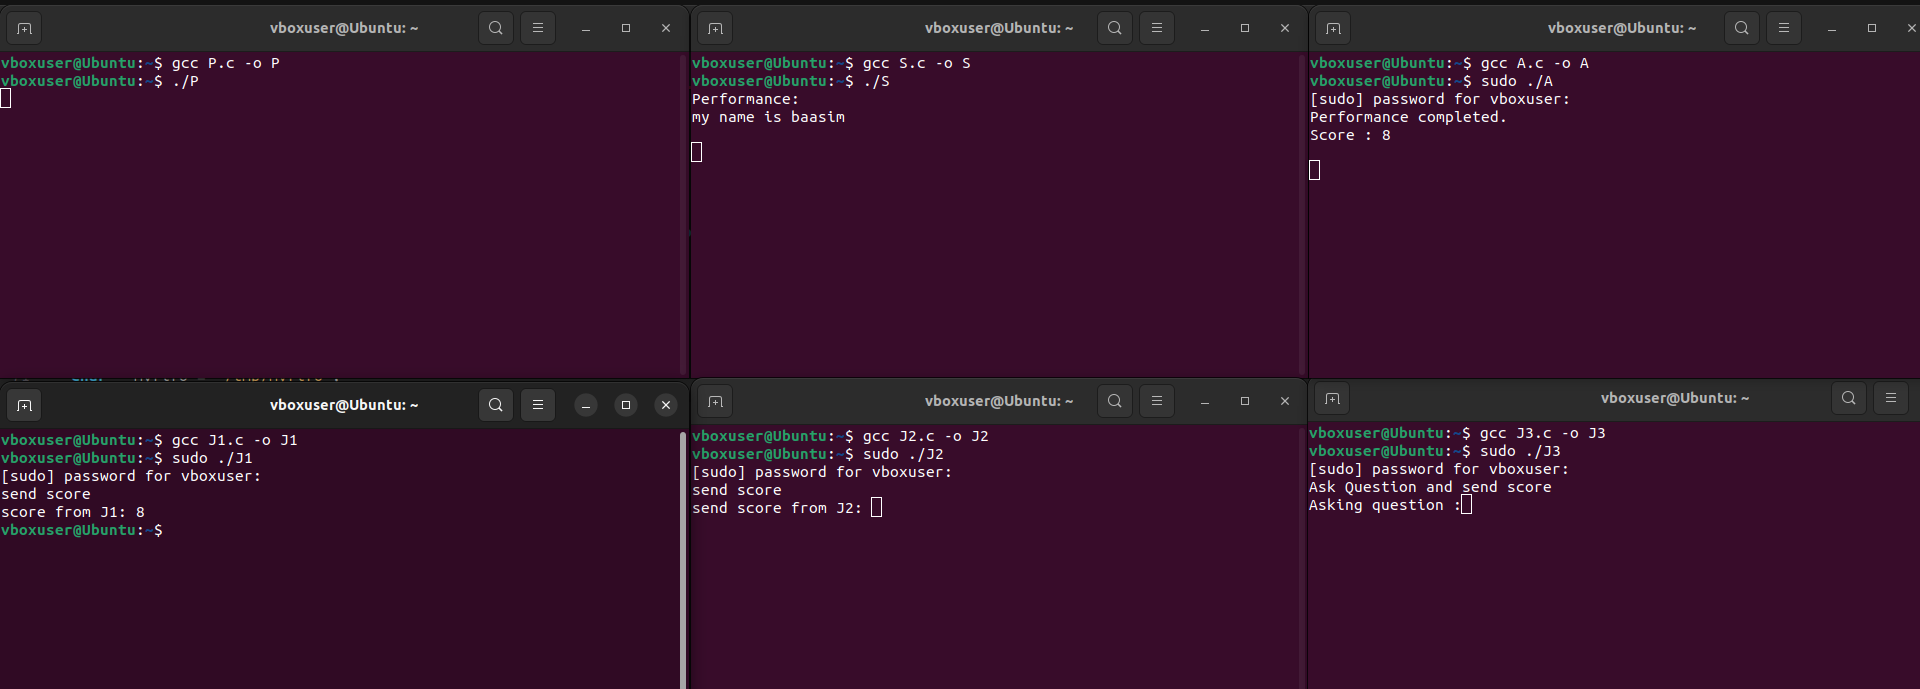 vboxuser@Ubuntu: ~
vboxuser@Ubuntu:~$ gcc P.c -o P
vboxuser@Ubuntu:~$ ./P
vboxuser@Ubuntu: ~
vboxuser@Ubuntu:~$ gcc S.c -o S
vboxuser@Ubuntu:~$ ./S
Performance:
my name is baasim
vboxuser@Ubuntu: ~
vboxuser@Ubuntu:~$ gcc A.c -o A
vboxuser@Ubuntu:~$ sudo ./A
[sudo] password for vboxuser:
Performance completed.
Score : 8
vboxuser@Ubuntu: ~
vboxuser@Ubuntu:~$ gcc J1.c -o J1
vboxuser@Ubuntu:~$ sudo ./J1
[sudo] password for vboxuser:
send score
score from J1: 8
vboxuser@Ubuntu:~$
vboxuser@Ubuntu: ~
vboxuser@Ubuntu:~$ gcc J2.c -o J2
vboxuser@Ubuntu:~$ sudo ./J2
[sudo] password for vboxuser:
send score
send score from J2:
vboxuser@Ubuntu: ~
vboxuser@Ubuntu:~$ gcc J3.c -o J3
vboxuser@Ubuntu:~$ sudo ./J3
[sudo] password for vboxuser:
Ask Question and send score
Asking question :